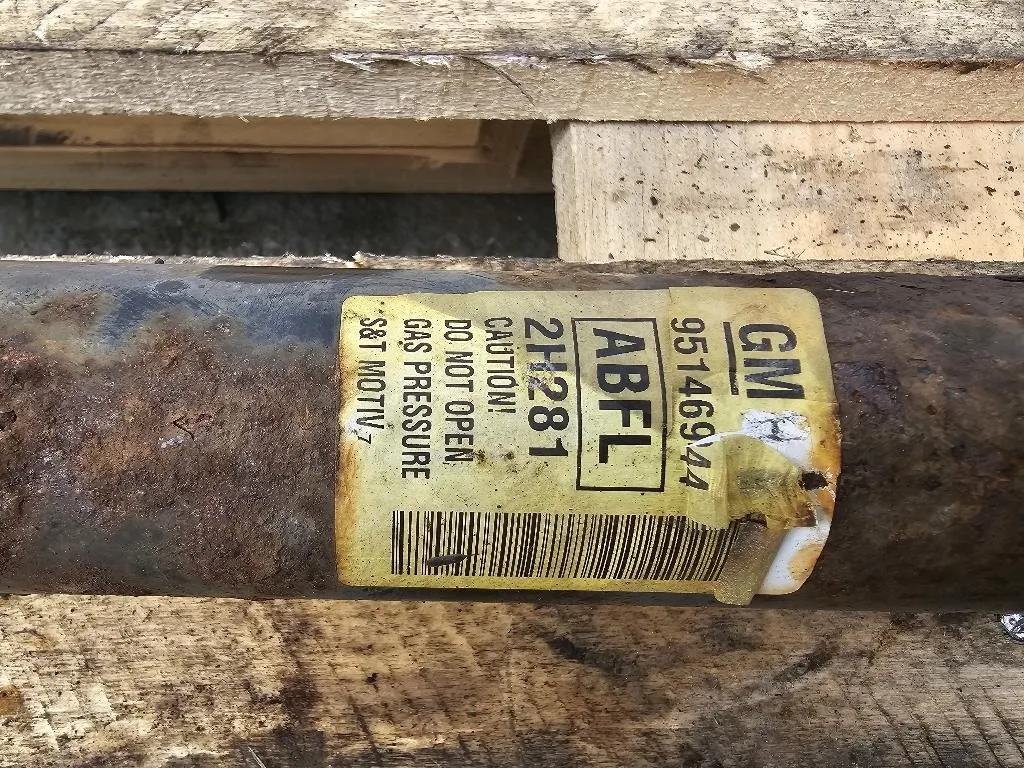 GM
95146944
ABFL
2H281
CAUTION!
DO NOT OPEN
GAS PRESSURE
S&T MOTIV